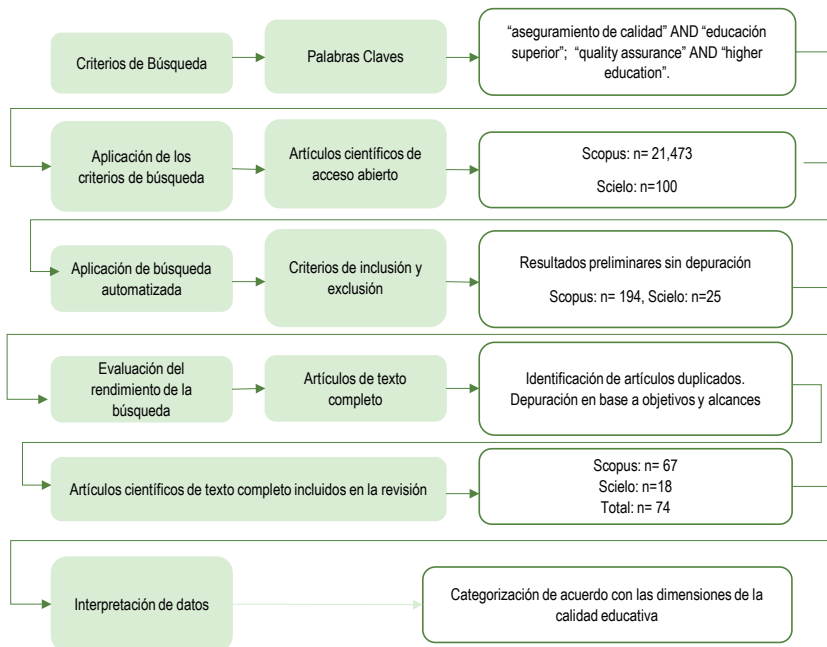 Criterios de Búsqueda
Palabras Claves
“aseguramiento de calidad” AND “educación
superior”; “quality assurance” AND “higher
education”.
Aplicación de los
criterios de búsqueda
Artículos científicos de
acceso abierto
Scopus: n= 21,473
Scielo: n=100
Aplicación de búsqueda
automatizada
Criterios de inclusión y
exclusión
Resultados preliminares sin depuración
Scopus: n= 194, Scielo: n=25
Evaluación del
rendimiento de la
búsqueda
Artículos de texto
completo
Identificación de artículos duplicados.
Depuración en base a objetivos y alcances
Artículos científicos de texto completo incluidos en la revisión
Scopus: n= 67
Scielo: n=18
Total: n= 74
Interpretación de datos
Categorización de acuerdo con las dimensiones de la
calidad educativa